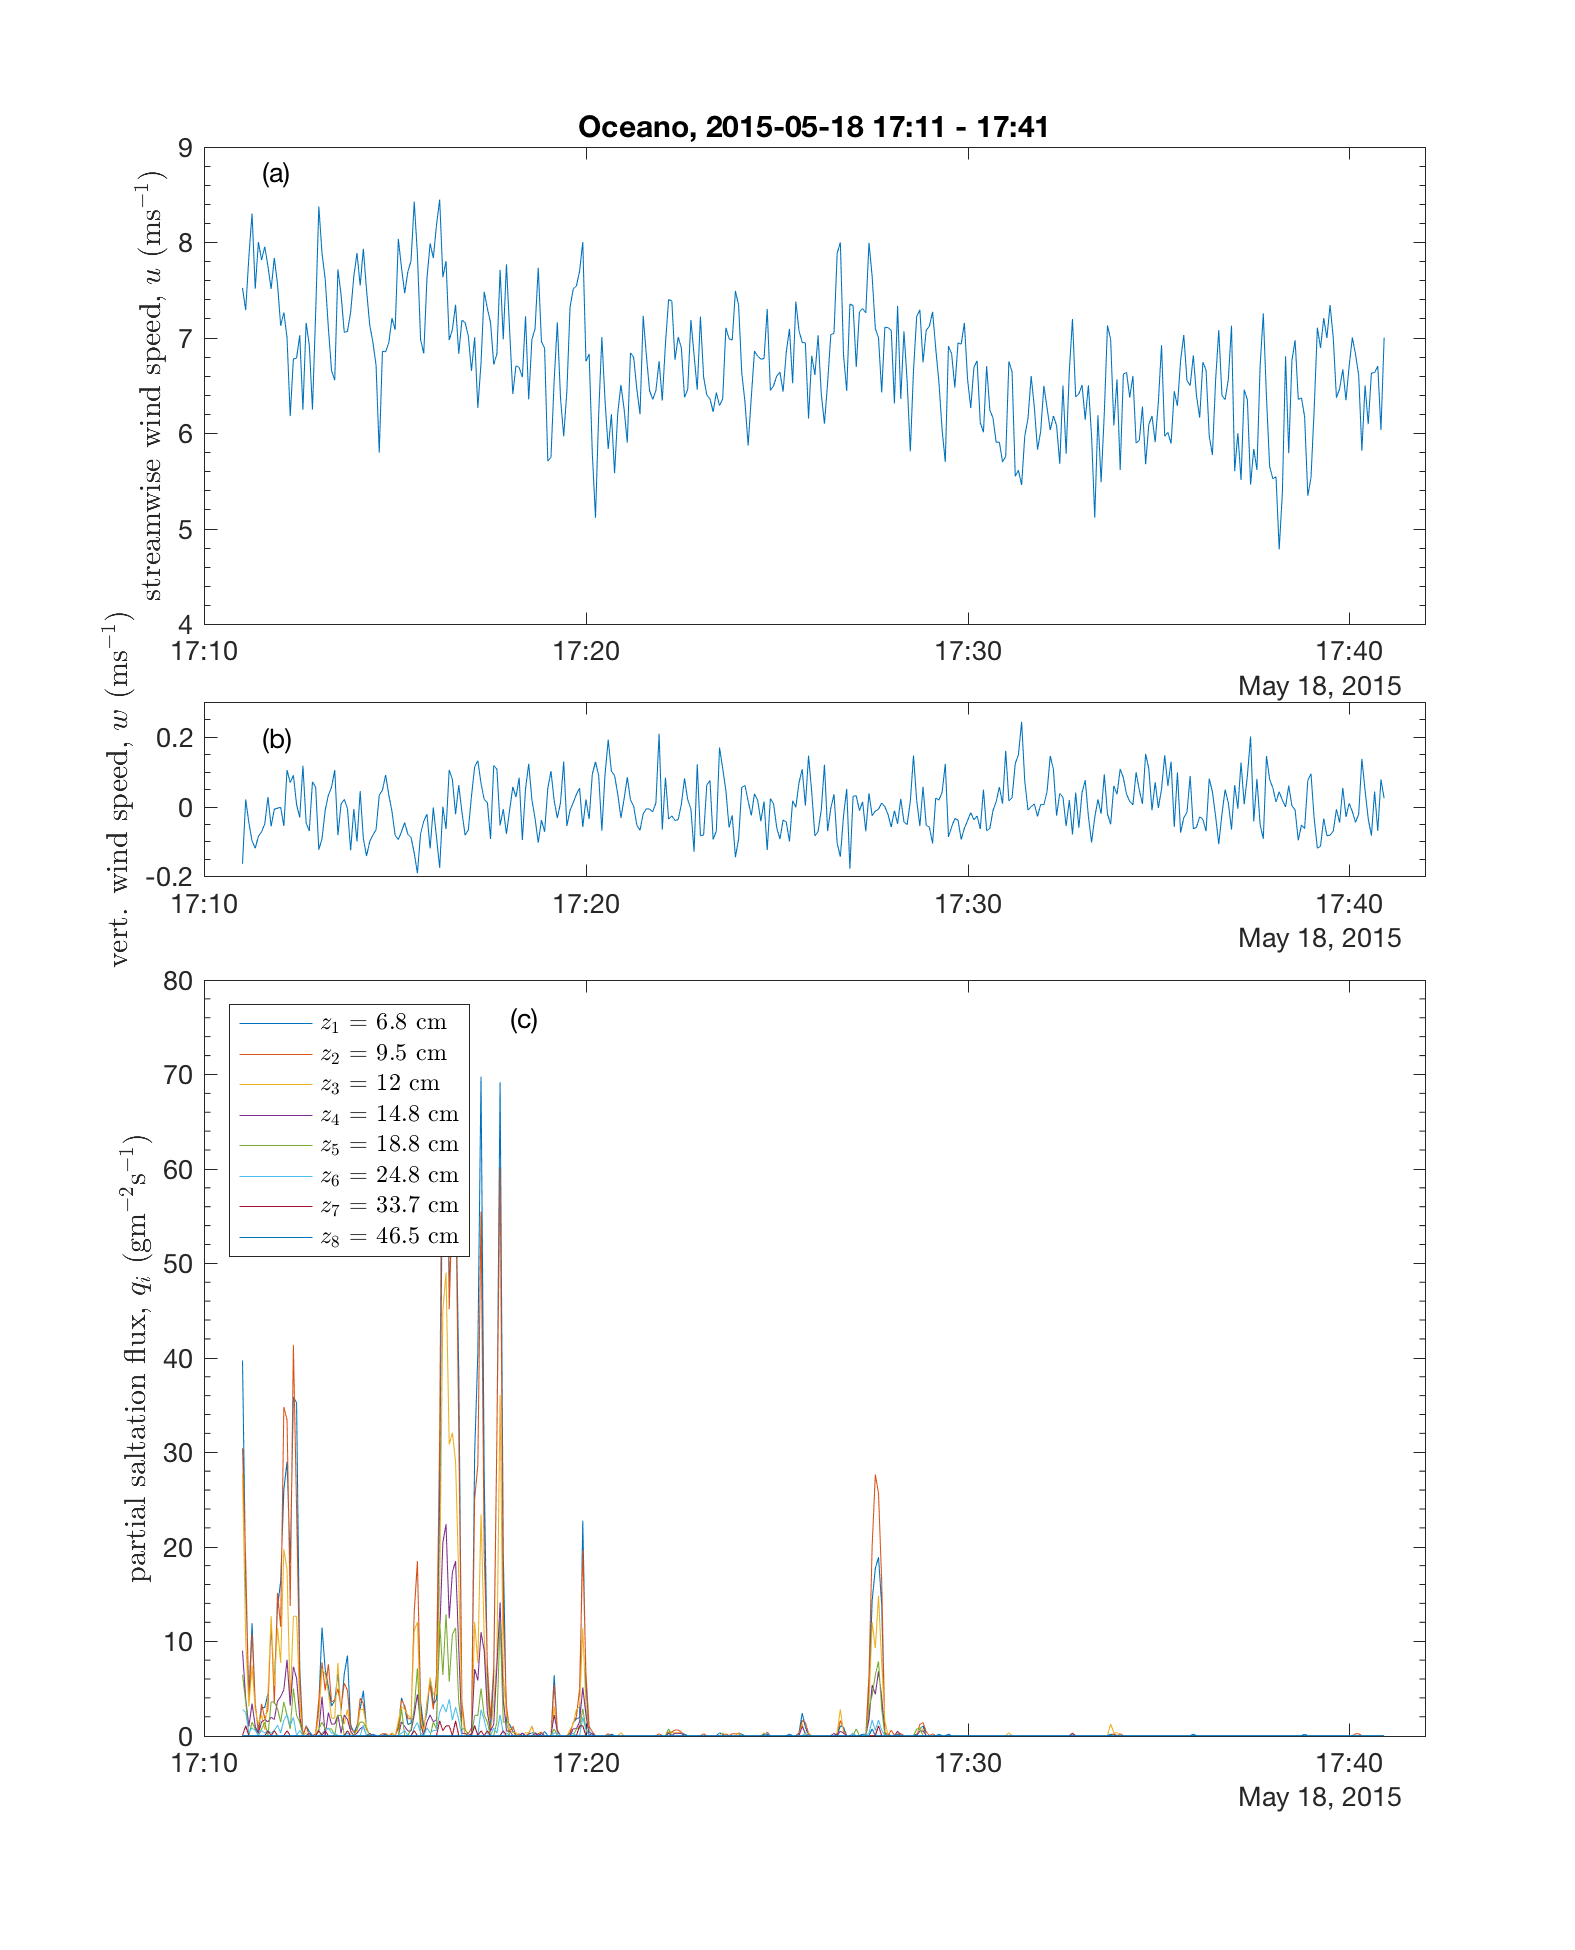 Oceano, 2015-05-18 17:11 - 17:41
(a)
streamwise wind speed, u (ms⁻¹)
9
8
7
6
5
4
17:10 17:20 17:30 17:40
May 18, 2015
(b)
vert. wind speed, w (ms⁻¹)
0.2
0
-0.2
17:10 17:20 17:30 17:40
May 18, 2015
(c)
partial saltation flux, qᵢ (gm⁻²s⁻¹)
80
70
60
50
40
30
20
10
0
z₁ = 6.8 cm
z₂ = 9.5 cm
z₃ = 12 cm
z₄ = 14.8 cm
z₅ = 18.8 cm
z₆ = 24.8 cm
z₇ = 33.7 cm
z₈ = 46.5 cm
17:10 17:20 17:30 17:40
May 18, 2015